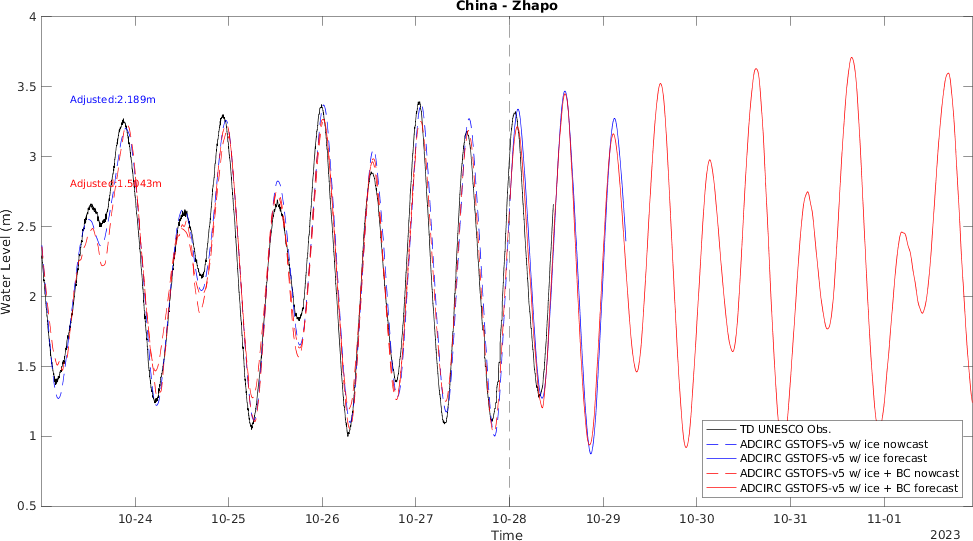 China - Zhapo
4
3.5
3
2.5
2
1.5
1
0.5
Water Level (m)
Adjusted:2.189m
Adjusted:1.5043m
TD UNESCO Obs.
ADCIRC GSTOFS-v5 w/ ice nowcast
ADCIRC GSTOFS-v5 w/ ice forecast
ADCIRC GSTOFS-v5 w/ ice + BC nowcast
ADCIRC GSTOFS-v5 w/ ice + BC forecast
10-24 10-25 10-26 10-27 10-28 10-29 10-30 10-31 11-01
Time
2023